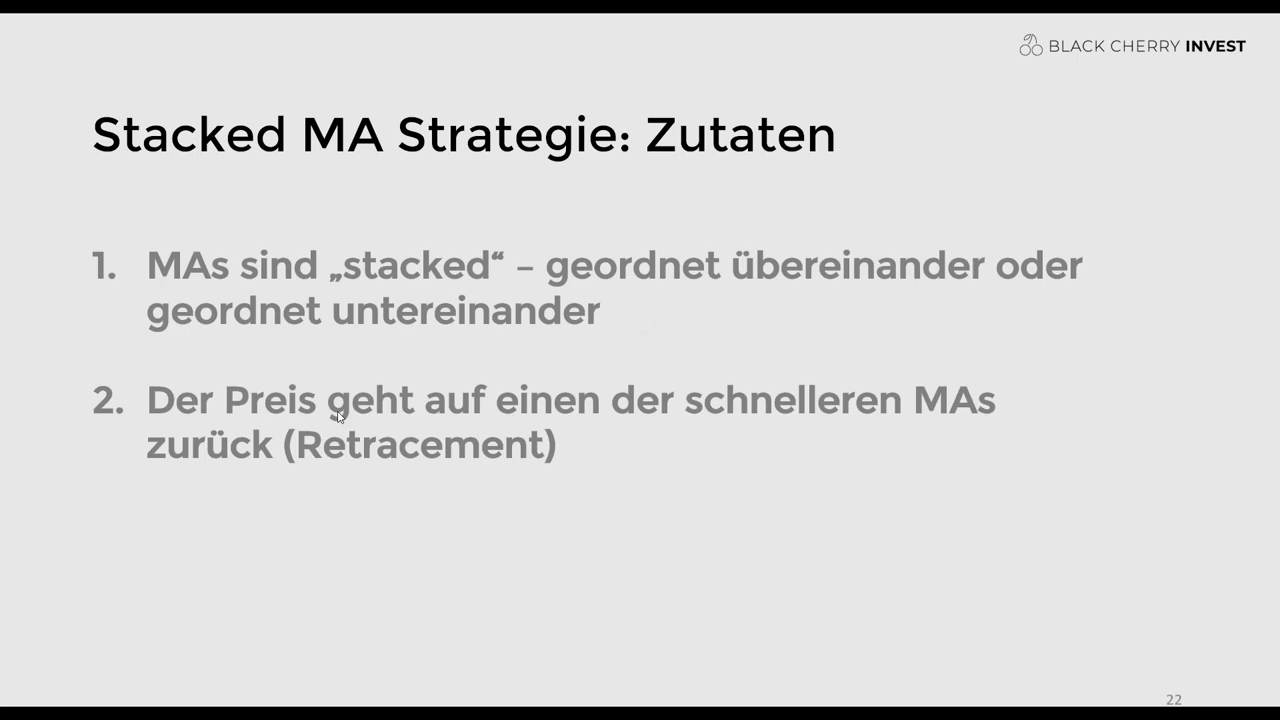 BLACK CHERRY INVEST
Stacked MA Strategie: Zutaten
1. MAs sind „stacked“ – geordnet übereinander oder
geordnet untereinander
2. Der Preis geht auf einen der schnelleren MAs
zurück (Retracement)
22